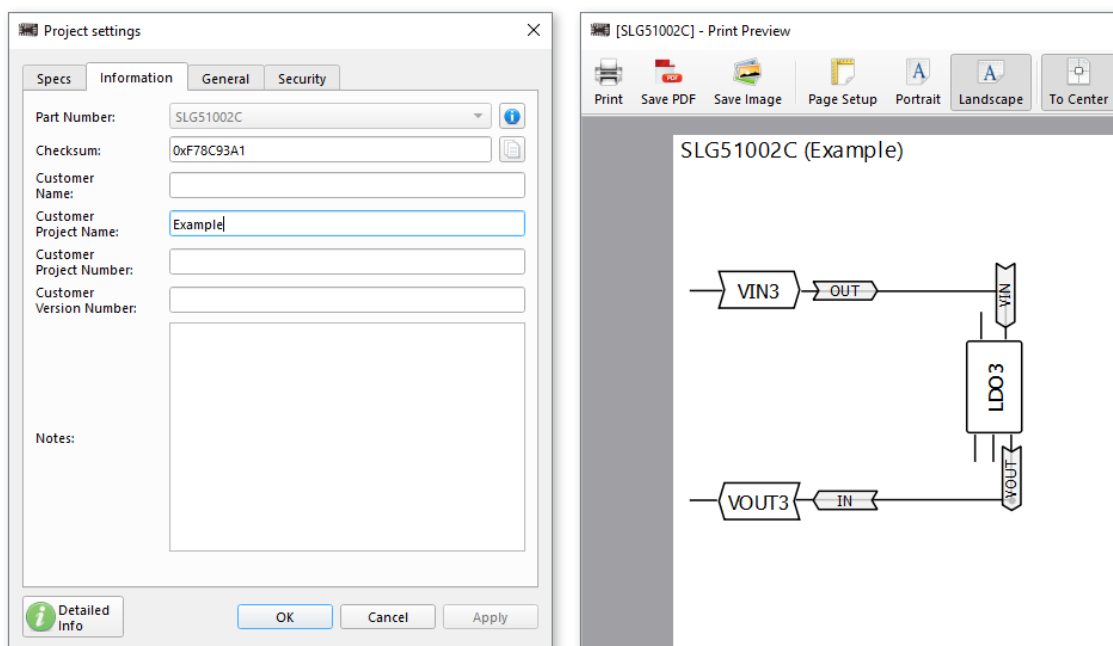 Project settings
Specs
Information
General
Security
Part Number:
SLG51002C
Checksum:
0xF78C93A1
Customer
Name:
Customer
Project Name:
Example
Customer
Project Number:
Customer
Version Number:
Notes:
Detailed
Info
OK
Cancel
Apply
[SLG51002C] - Print Preview
Print
Save PDF
Save Image
Page Setup
Portrait
Landscape
To Center
SLG51002C (Example)
VIN3
OUT
VIN
LDO3
VOUT3
IN
VOUT